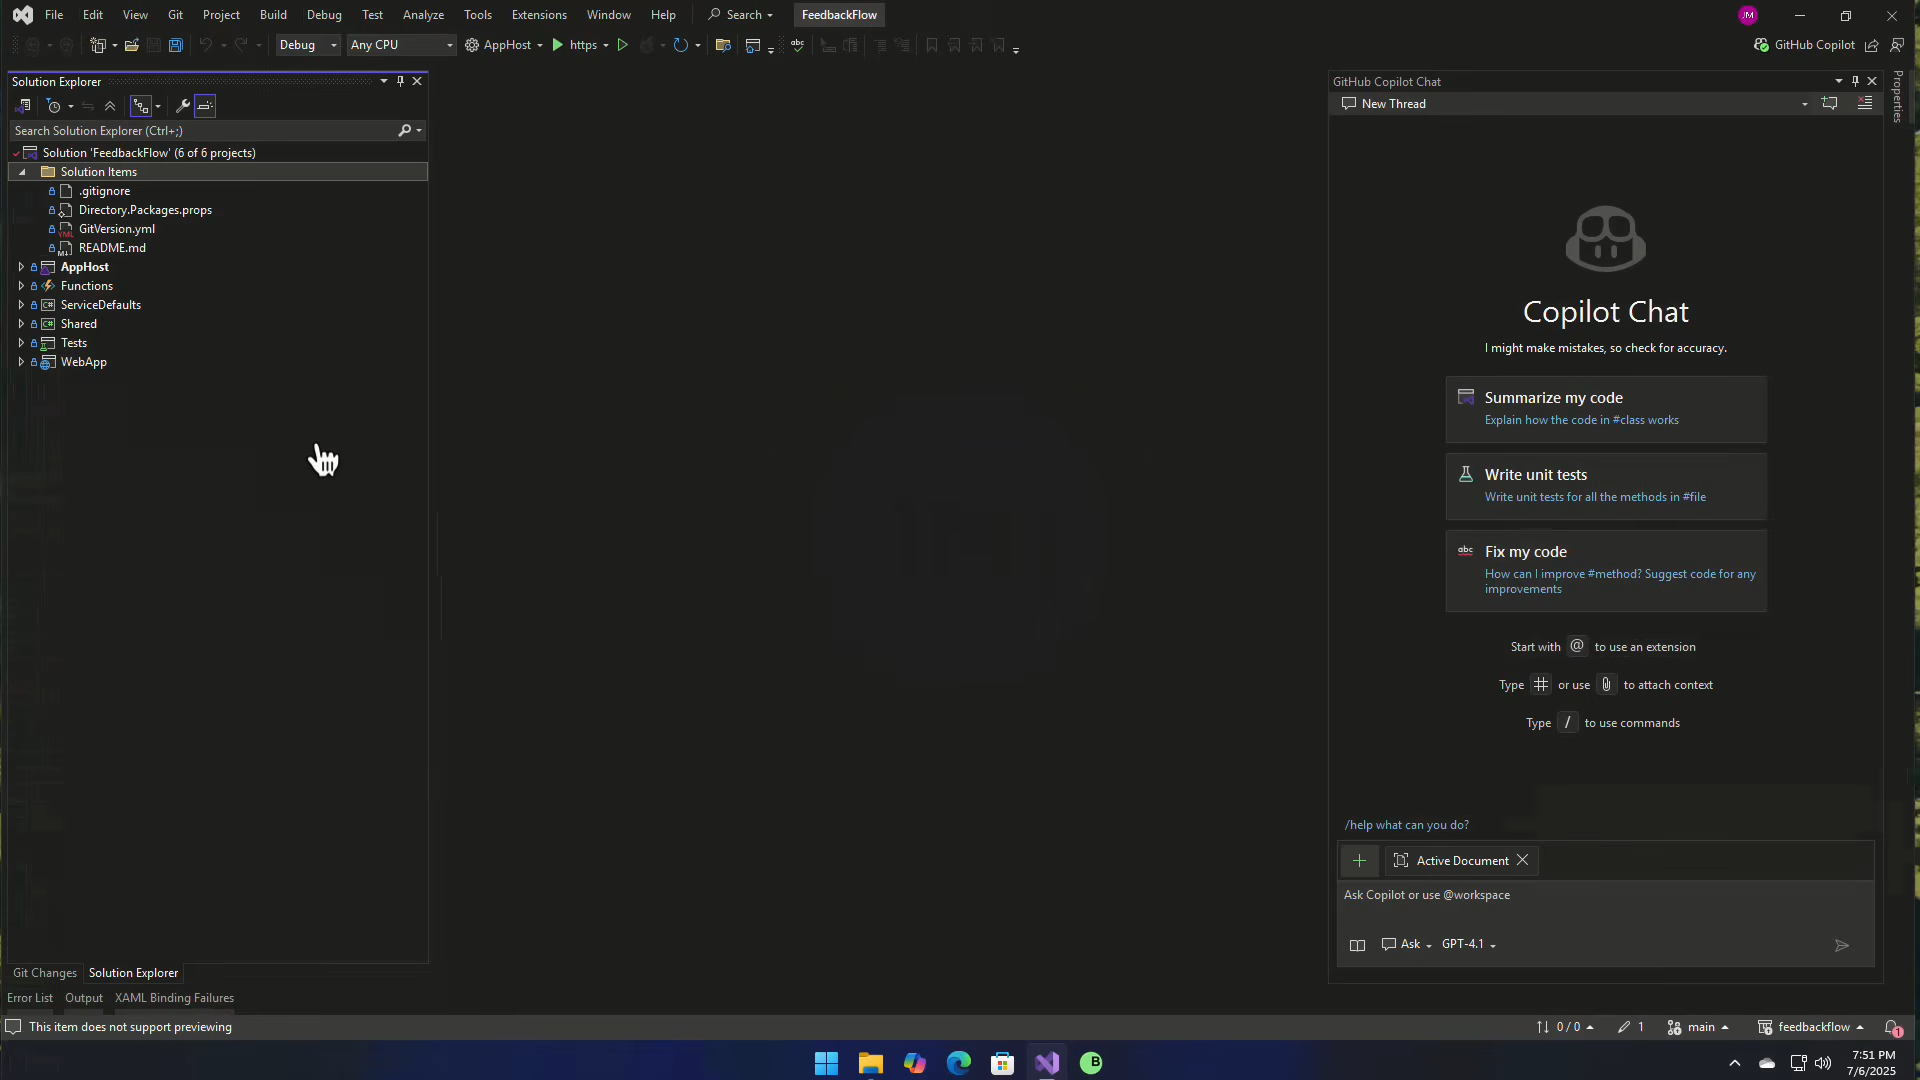 File Edit View Git Project Build Debug Test Analyze Tools Extensions Window Help Search FeedbackFlow JM
Debug Any CPU AppHost https abc GitHub Copilot
Solution Explorer
Search Solution Explorer (Ctrl+;)
Solution 'FeedbackFlow' (6 of 6 projects)
Solution Items
.gitignore
Directory.Packages.props
YML GitVersion.yml
M↓ README.md
AppHost
Functions
C# ServiceDefaults
C# Shared
Tests
WebApp
Git Changes Solution Explorer
Error List Output XAML Binding Failures
GitHub Copilot Chat
New Thread
Properties
Copilot Chat
I might make mistakes, so check for accuracy.
Summarize my code
Explain how the code in #class works
Write unit tests
Write unit tests for all the methods in #file
abc Fix my code
How can I improve #method? Suggest code for any
improvements
Start with @ to use an extension
Type # or use to attach context
Type / to use commands
/help what can you do?
+ Active Document
Ask Copilot or use @workspace
Ask GPT-4.1
This item does not support previewing 0 / 0 1 main feedbackflow 1
B
7:51 PM
7/6/2025